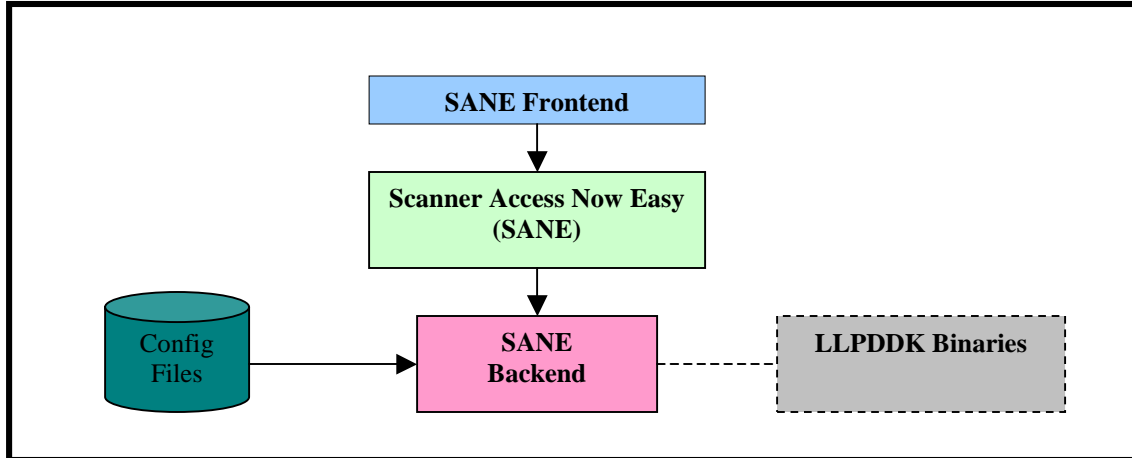 SANE Frontend
Scanner Access Now Easy
(SANE)
Config
Files
SANE
Backend
LLPDDK Binaries